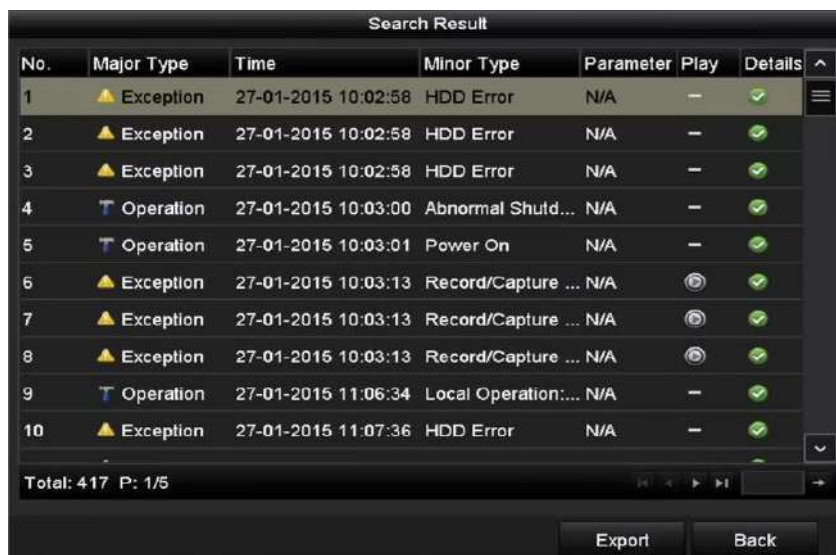 Search Result
No. Major Type Time Minor Type Parameter Play Details
1 Exception 27-01-2015 10:02:58 HDD Error N/A –
2 Exception 27-01-2015 10:02:58 HDD Error N/A –
3 Exception 27-01-2015 10:02:58 HDD Error N/A –
4 Operation 27-01-2015 10:03:00 Abnormal Shutd... N/A –
5 Operation 27-01-2015 10:03:01 Power On N/A –
6 Exception 27-01-2015 10:03:13 Record/Capture ... N/A
7 Exception 27-01-2015 10:03:13 Record/Capture ... N/A
8 Exception 27-01-2015 10:03:13 Record/Capture ... N/A
9 Operation 27-01-2015 11:06:34 Local Operation:... N/A –
10 Exception 27-01-2015 11:07:36 HDD Error N/A –
Total: 417 P: 1/5
Export Back